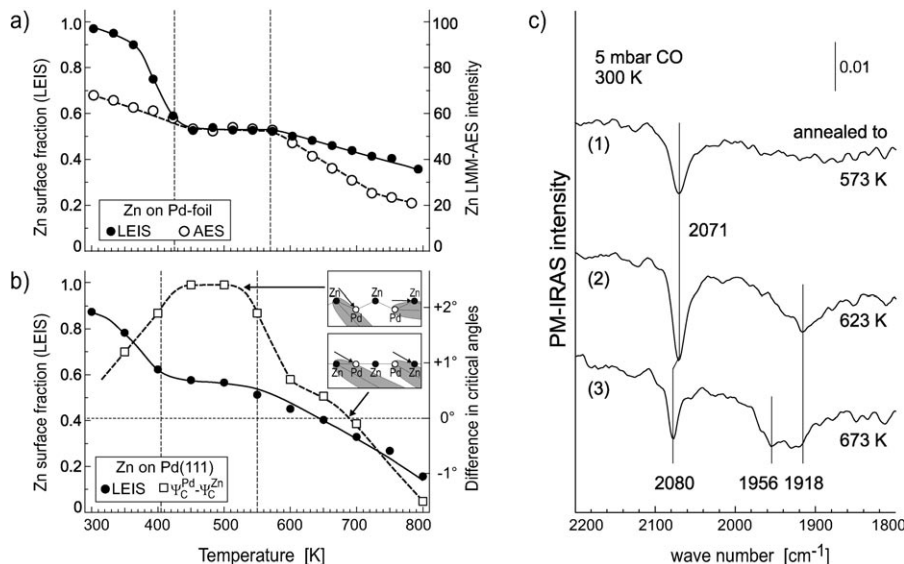 a)
1.0
0.8
0.6
0.4
0.2
0
Zn surface fraction (LEIS)
100
80
60
40
20
0
Zn LMM-AES intensity
Zn on Pd-foil
LEIS
AES
b)
1.0
0.8
0.6
0.4
0.2
0
Zn surface fraction (LEIS)
+2°
+1°
0°
-1°
Difference in critical angles
Zn Zn Zn
Pd Pd
Zn Pd Zn Pd Zn
Zn on Pd(111)
LEIS
Ψ_C^Pd-Ψ_C^Zn
300 400 500 600 700 800
Temperature [K]
c)
5 mbar CO
300 K
0.01
annealed to
(1)
573 K
2071
(2)
623 K
(3)
673 K
2080
1956
1918
PM-IRAS intensity
2200 2100 2000 1900 1800
wave number [cm⁻¹]